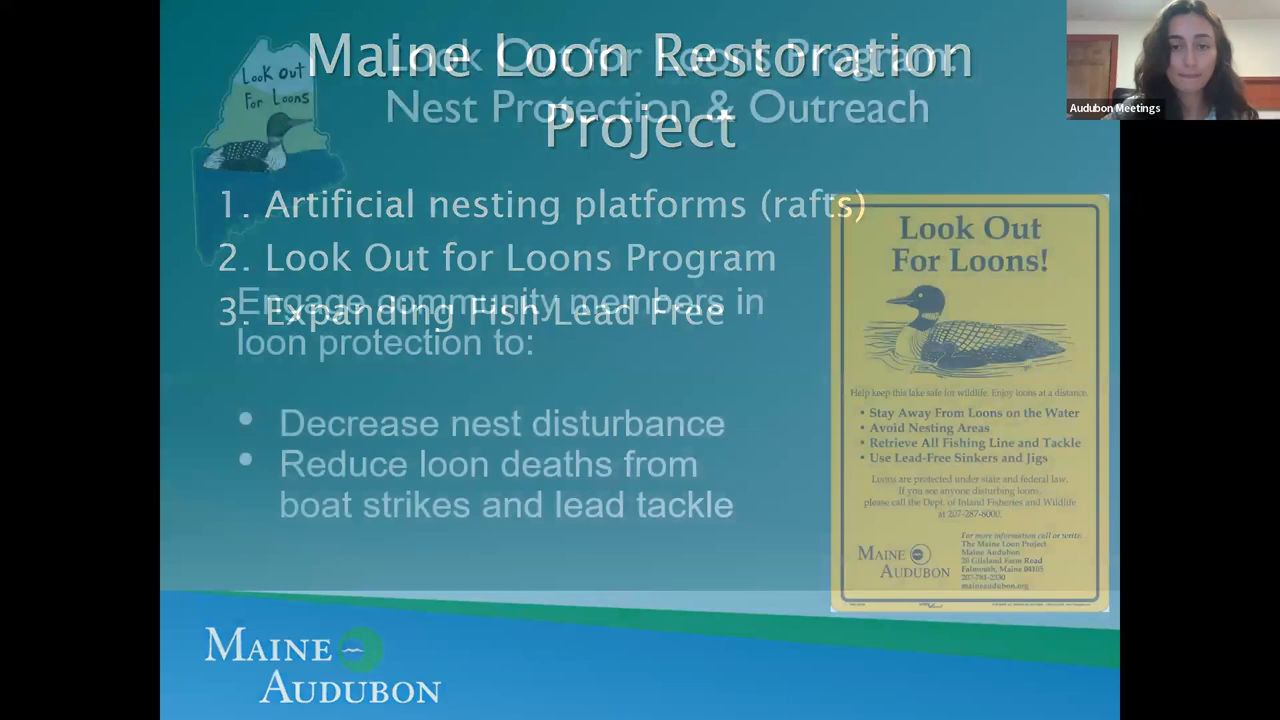 Maine Loon Restoration
Project
Look Out for Loons Program
Nest Protection & Outreach
Look Out
For Loons
1. Artificial nesting platforms (rafts)
2. Look Out for Loons Program
3. Expanding Fish Lead Free
Engage community members in
loon protection to:
• Decrease nest disturbance
• Reduce loon deaths from
boat strikes and lead tackle
Look Out
For Loons!
Help keep this lake safe for wildlife. Enjoy loons at a distance.
• Stay Away From Loons on the Water
• Avoid Nesting Areas
• Retrieve All Fishing Line and Tackle
• Use Lead-Free Sinkers and Jigs
Loons are protected under state and federal law.
If you see anyone disturbing loons,
please call the Dept. of Inland Fisheries and Wildlife
at 207-287-8000.
MAINE
AUDUBON
For more information call or write:
The Maine Loon Project
Maine Audubon
20 Gilsland Farm Road
Falmouth, Maine 04105
207-781-2330
maineaudubon.org
MAINE
AUDUBON
Audubon Meetings